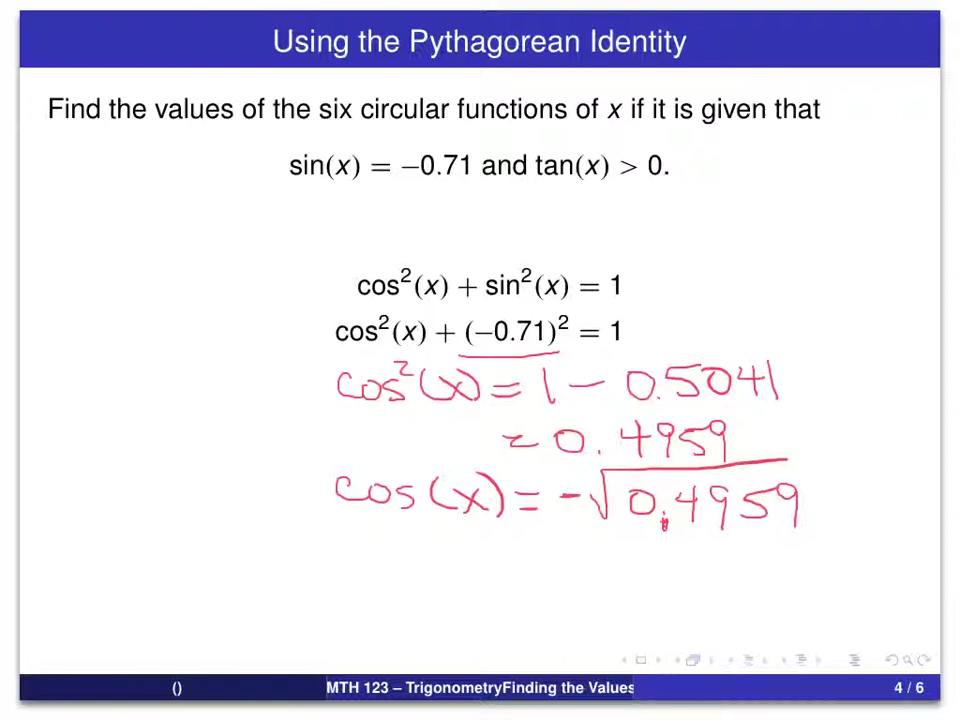 Using the Pythagorean Identity
Find the values of the six circular functions of x if it is given that
sin(x) = −0.71 and tan(x) > 0.
cos²(x) + sin²(x) = 1
cos²(x) + (−0.71)² = 1
cos²(x) = 1 − 0.5041
= 0.4959
cos(x) = −√0.4959
() MTH 123 – TrigonometryFinding the Values 4 / 6